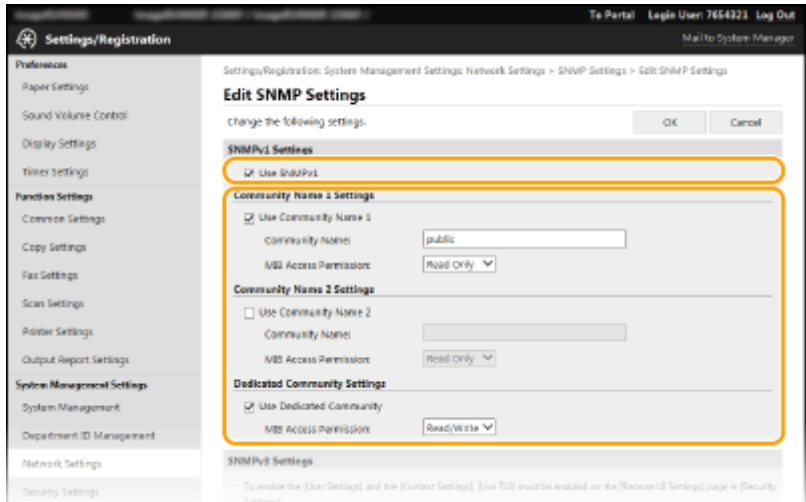 To Portal Login User: 7654321 Log Out
Settings/Registration
Mail to System Manager
Preferences
Paper Settings
Sound Volume Control
Display Settings
Timer Settings
Function Settings
Common Settings
Copy Settings
Fax Settings
Scan Settings
Printer Settings
Output Report Settings
System Management Settings
System Management
Department ID Management
Network Settings
Security Settings
Settings/Registration: System Management Settings: Network Settings > SNMP Settings > Edit SNMP Settings
Edit SNMP Settings
Change the following settings.
OK
Cancel
SNMPv1 Settings
Use SNMPv1
Community Name 1 Settings
Use Community Name 1
Community Name:
public
MIB Access Permission:
Read Only
Community Name 2 Settings
Use Community Name 2
Community Name:
MIB Access Permission:
Read Only
Dedicated Community Settings
Use Dedicated Community
MIB Access Permission:
Read/Write
SNMPv3 Settings
To enable the [User Settings] and the [Context Settings], [Use TLS] must be enabled on the [Remote UI Settings] page in [Security